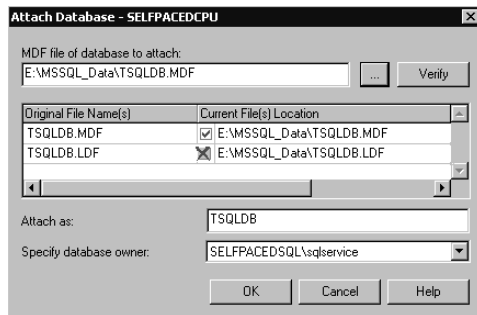 Attach Database - SELFPACEDCPU
MDF file of database to attach:
E:\MSSQL_Data\TSQLDB.MDF
...
Verify
Original File Name(s) Current File(s) Location
TSQLDB.MDF E:\MSSQL_Data\TSQLDB.MDF
TSQLDB.LDF E:\MSSQL_Data\TSQLDB.LDF
Attach as: TSQLDB
Specify database owner: SELFPACEDSQL\sqlservice
OK Cancel Help